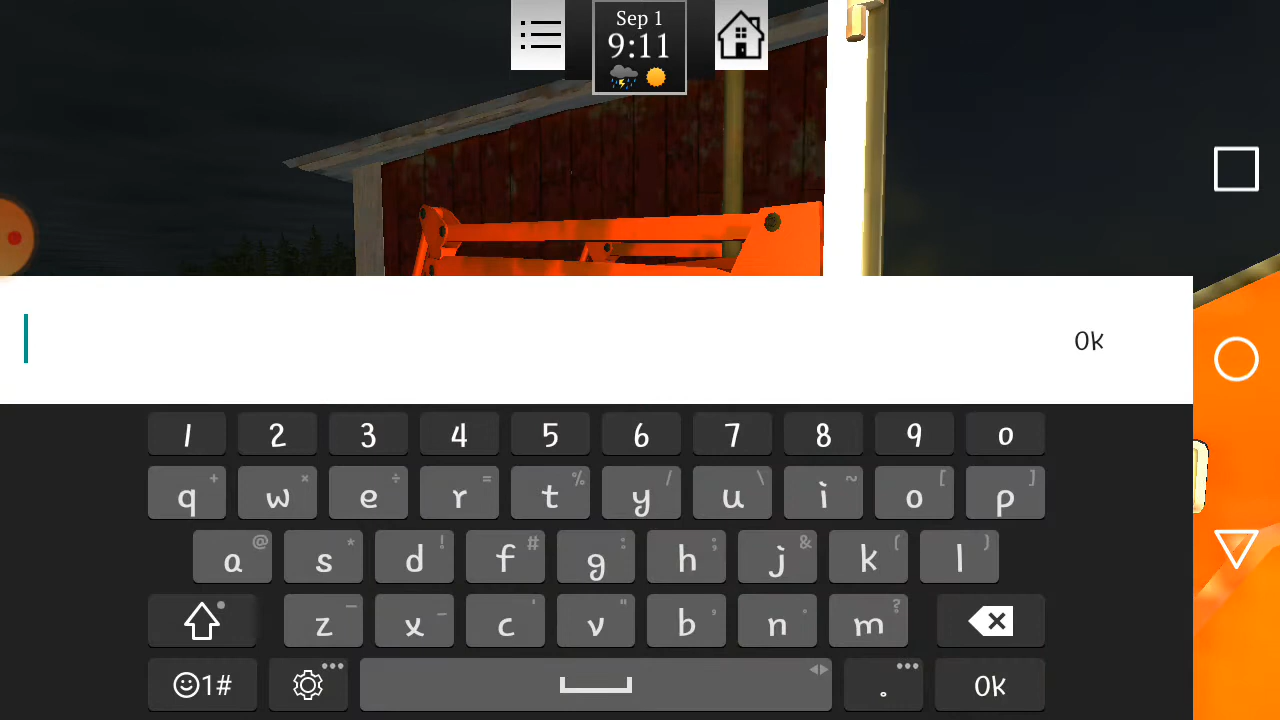 Sep 1
9:11
Ok
1 2 3 4 5 6 7 8 9 0
q + w × e ÷ r = t % y / u \ i ~ o [ p ]
a @ s * d ! f # g : h ; j & k ( l )
z – x _ c ' v " b , n . m ?
1# ... ... . Ok